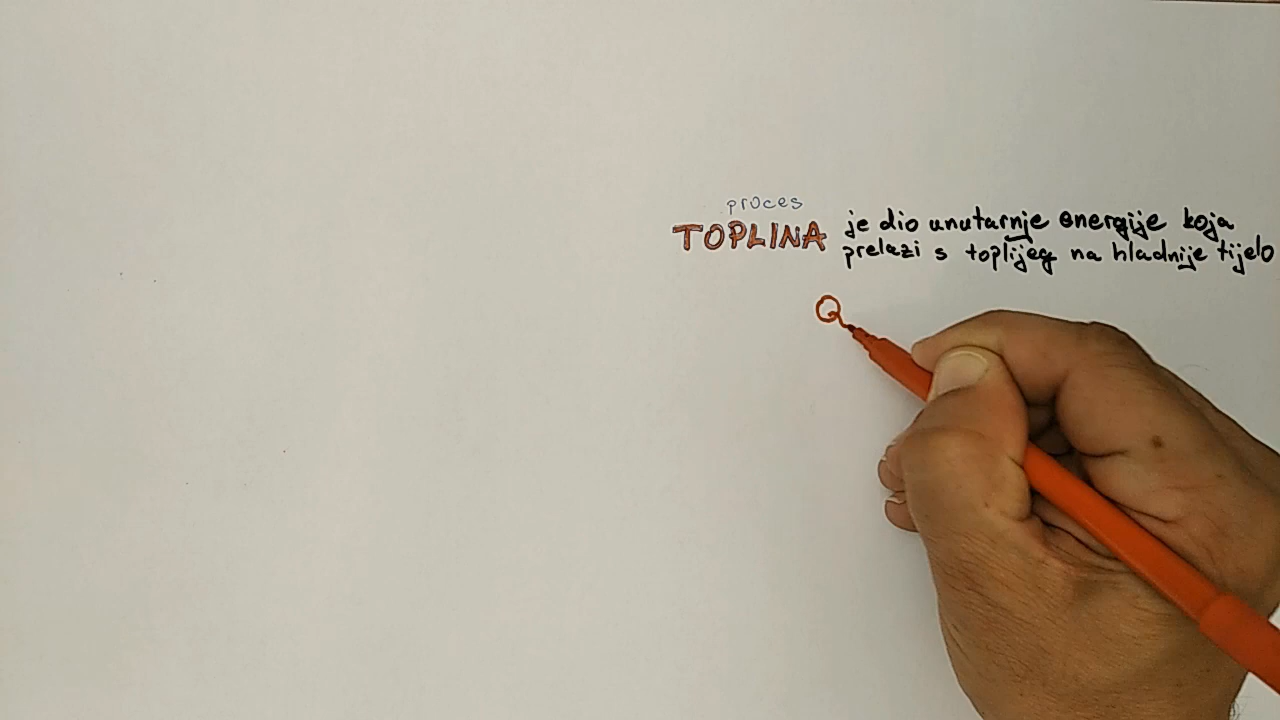 proces
TOPLINA je dio unutarnje energije koja
prelazi s toplijeg na hladnije tijelo
Q